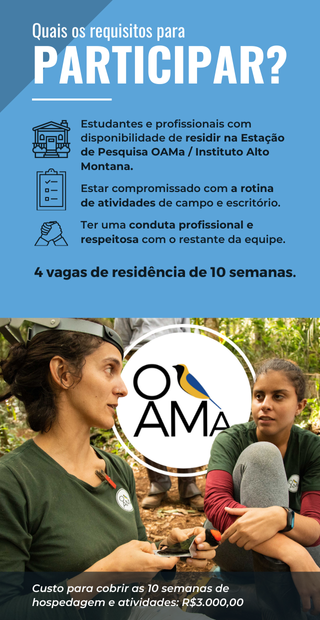 Quais os requisitos para
PARTICIPAR?
Estudantes e profissionais com
disponibilidade de residir na Estação
de Pesquisa OAMa / Instituto Alto
Montana.
Estar compromissado com a rotina
de atividades de campo e escritório.
Ter uma conduta profissional e
respeitosa com o restante da equipe.
4 vagas de residência de 10 semanas.
O
AMa
Custo para cobrir as 10 semanas de
hospedagem e atividades: R$3.000,00